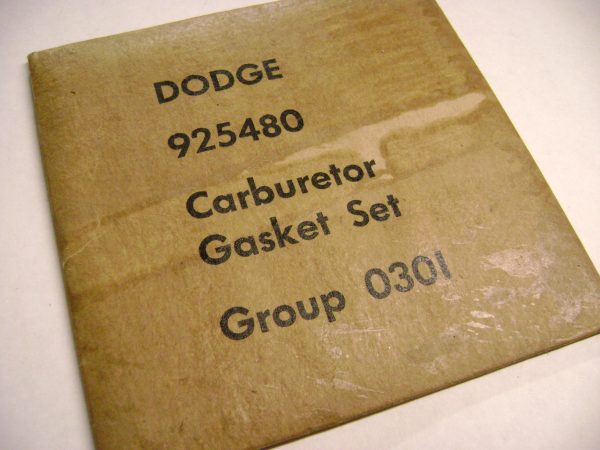 DODGE
925480
Carburetor
Gasket Set
Group 0301